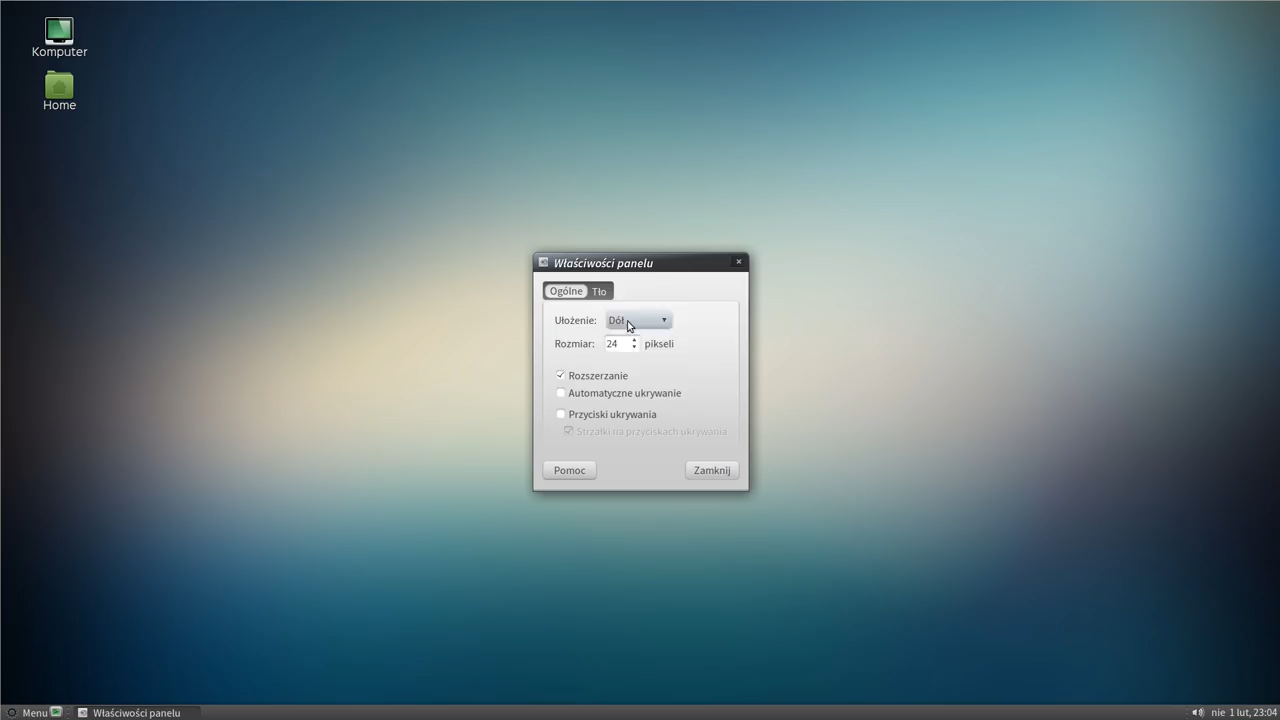 Komputer
Home
Właściwości panelu
Ogólne Tło
Ułożenie: Dół
Rozmiar: 24 pikseli
Rozszerzanie
Automatyczne ukrywanie
Przyciski ukrywania
Strzałki na przyciskach ukrywania
Pomoc Zamknij
Menu Właściwości panelu nie 1 lut, 23:04